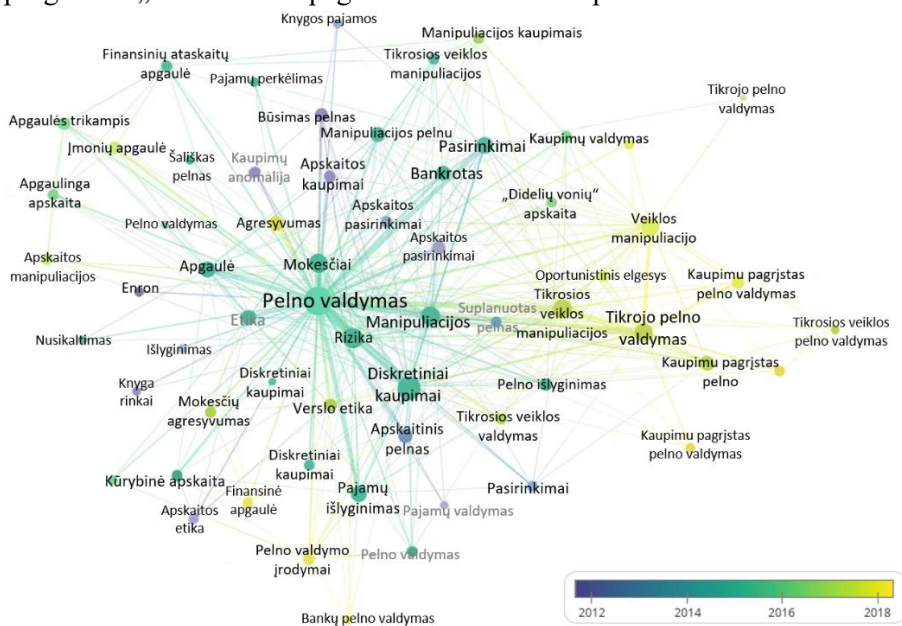 Knygos pajamos
Manipuliacijos kaupimais
Finansinių ataskaitų
apgaulė
Tikrosios veiklos
manipuliacijos
Pajamų perkėlimas
Tikrojo pelno
valdymas
Būsimas pelnas
Apgaulės trikampis
Manipuliacijos pelnu
Pasirinkimai
Kaupimų valdymas
Įmonių apgaulė
Šališkas
pelnas
Kaupimų
anomalija
Apskaitos
kaupimai
Bankrotas
Apgaulinga
apskaita
„Didelių vonių“
apskaita
Apskaitos
pasirinkimai
Pelno valdymas
Agresyvumas
Veiklos
manipuliacijo
Apskaitos
pasirinkimai
Apskaitos
manipuliacijos
Apgaulė
Mokesčiai
Oportunistinis elgesys
Kaupimu pagrįstas
pelno valdymas
Enron
Pelno valdymas
Tikrosios
veiklos
manipuliacijos
Suplanuotas
pelnas
Etika
Manipuliacijos
Tikrojo pelno
valdymas
Tikrosios veiklos
pelno valdymas
Nusikaltimas
Rizika
Išlyginimas
Kaupimu pagrįstas
pelno
Diskretiniai
kaupimai
Diskretiniai
kaupimai
Pelno išlyginimas
Knyga
rinkai
Mokesčių
agresyvumas
Verslo etika
Tikrosios veiklos
valdymas
Apskaitinis
pelnas
Kaupimu pagrįstas
pelno valdymas
Diskretiniai
kaupimai
Kūrybinė apskaita
Finansinė
apgaulė
Pajamų
išlyginimas
Pasirinkimai
Apskaitos
etika
Pajamų valdymas
Pelno valdymo
įrodymai
Pelno valdymas
Bankų pelno valdymas
2012 2014 2016 2018